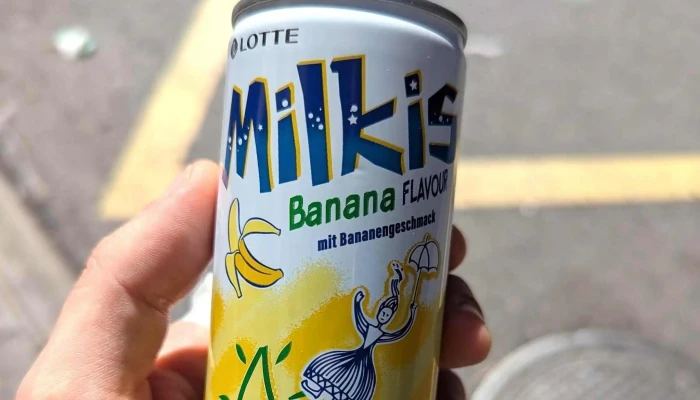 LOTTE
Milkis
Banana FLAVOUR
mit Bananengeschmack